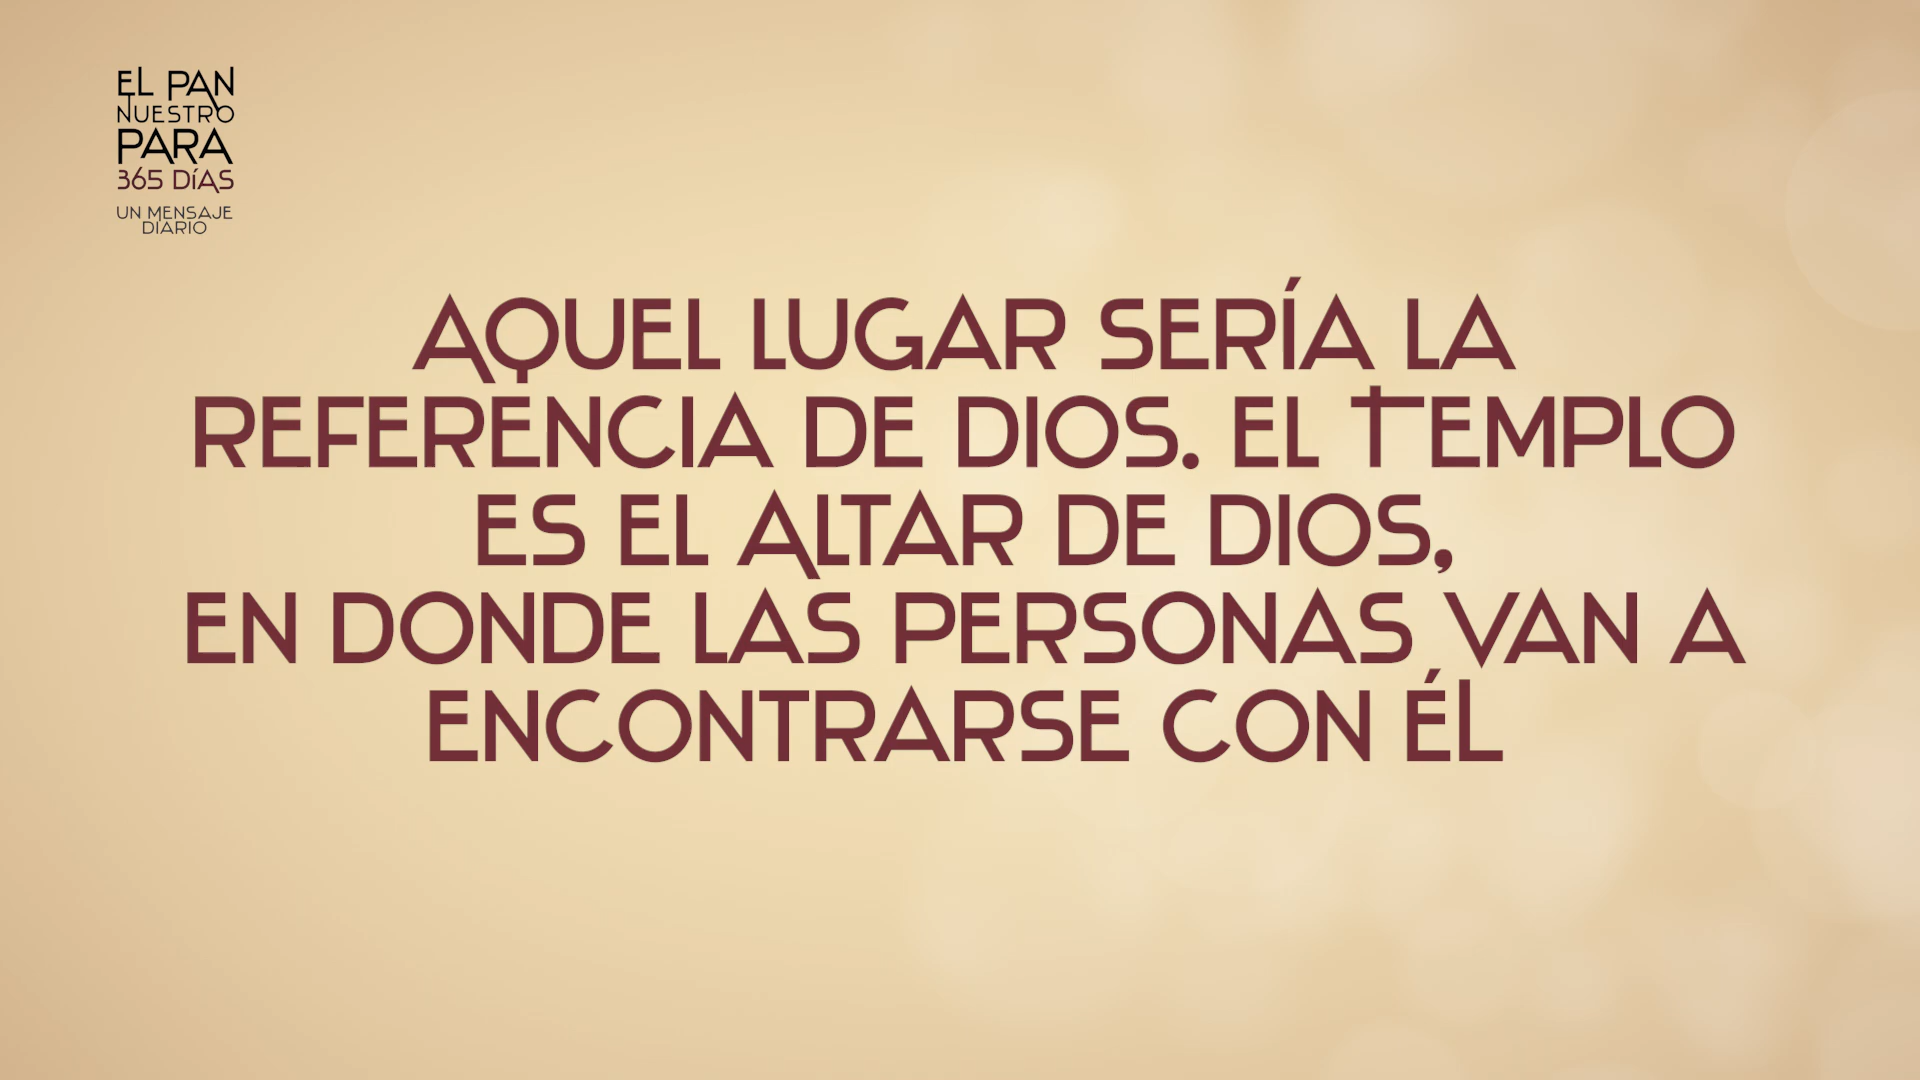 EL PAN
NUESTRO
PARA
365 DÍAS
UN MENSAJE
DIARIO
AQUEL LUGAR SERÍA LA
REFERENCIA DE DIOS. EL TEMPLO
ES EL ALTAR DE DIOS,
EN DONDE LAS PERSONAS VAN A
ENCONTRARSE CON ÉL